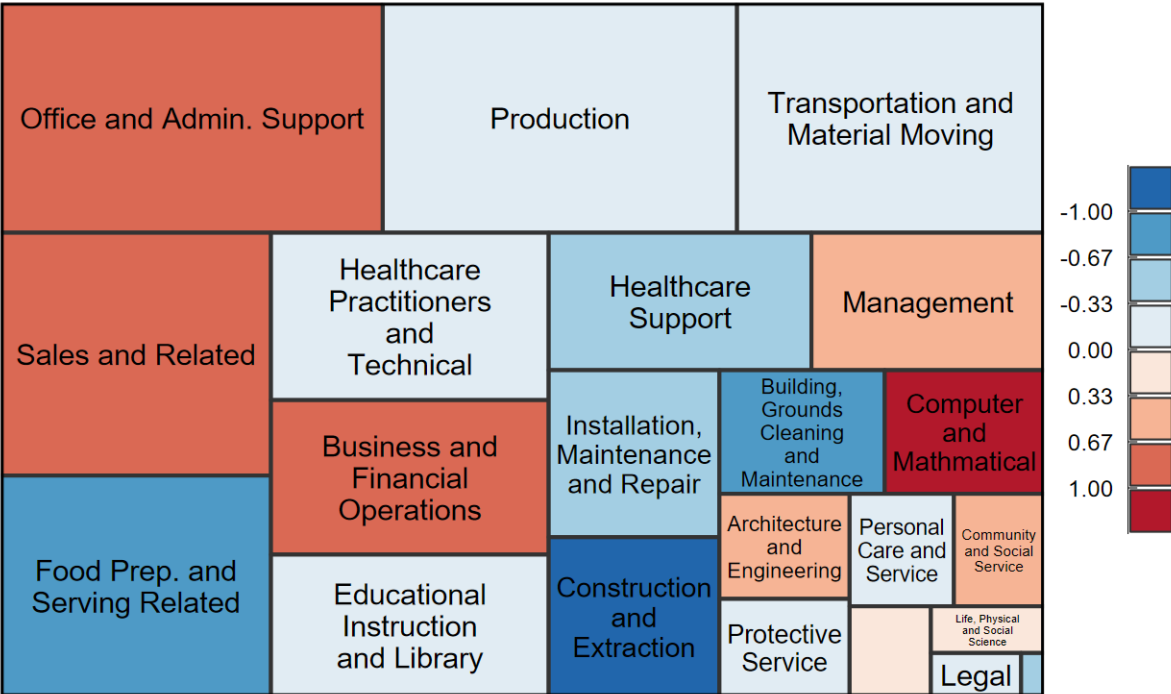 Office and Admin. Support
Production
Transportation and
Material Moving
Sales and Related
Healthcare
Practitioners
and
Technical
Healthcare
Support
Management
Business and
Financial
Operations
Installation,
Maintenance
and Repair
Building,
Grounds
Cleaning
and
Maintenance
Computer
and
Mathmatical
Food Prep. and
Serving Related
Educational
Instruction
and Library
Construction
and
Extraction
Architecture
and
Engineering
Personal
Care and
Service
Community
and Social
Service
Protective
Service
Life, Physical
and Social
Science
Legal
-1.00
-0.67
-0.33
0.00
0.33
0.67
1.00